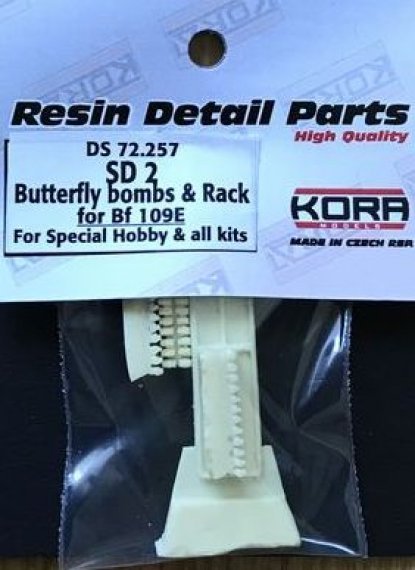 Resin Detail Parts
High Quality
DS 72.257
SD 2
Butterfly bombs & Rack
for Bf 109E
For Special Hobby & all kits
KORA
MODELS
MADE IN CZECH REP.